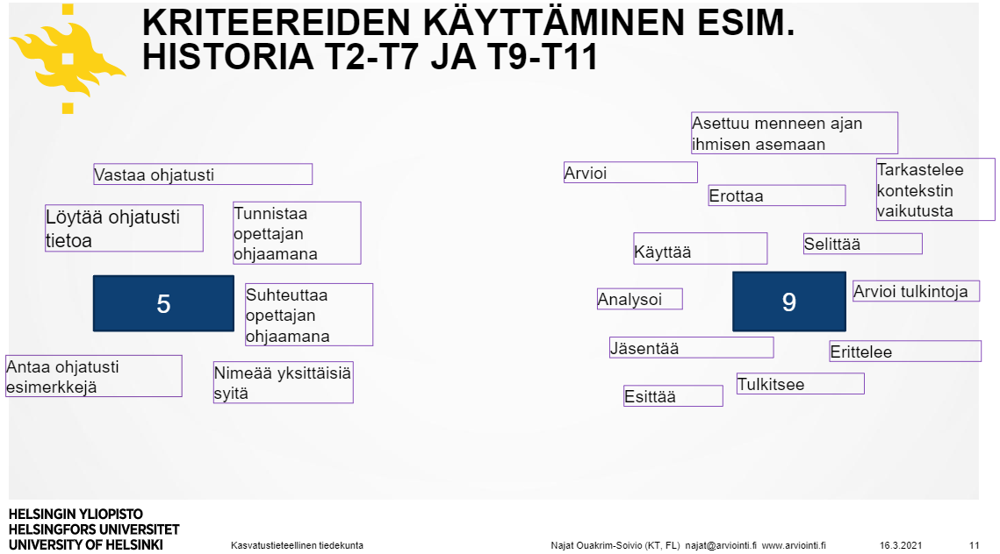 KRITEEREIDEN KÄYTTÄMINEN ESIM.
HISTORIA T2-T7 JA T9-T11
Vastaa ohjatusti
Löytää ohjatusti
tietoa
Tunnistaa
opettajan
ohjaamana
5
Suhteuttaa
opettajan
ohjaamana
Antaa ohjatusti
esimerkkejä
Nimeää yksittäisiä
syitä
Asettuu menneen ajan
ihmisen asemaan
Arvioi
Erottaa
Tarkastelee
kontekstin
vaikutusta
Käyttää
Selittää
Analysoi
9
Arvioi tulkintoja
Jäsentää
Erittelee
Esittää
Tulkitsee
HELSINGIN YLIOPISTO
HELSINGFORS UNIVERSITET
UNIVERSITY OF HELSINKI
Kasvatustieteellinen tiedekunta
Najat Ouakrim-Soivio (KT, FL) najat@arviointi.fi www.arviointi.fi
16.3.2021
11